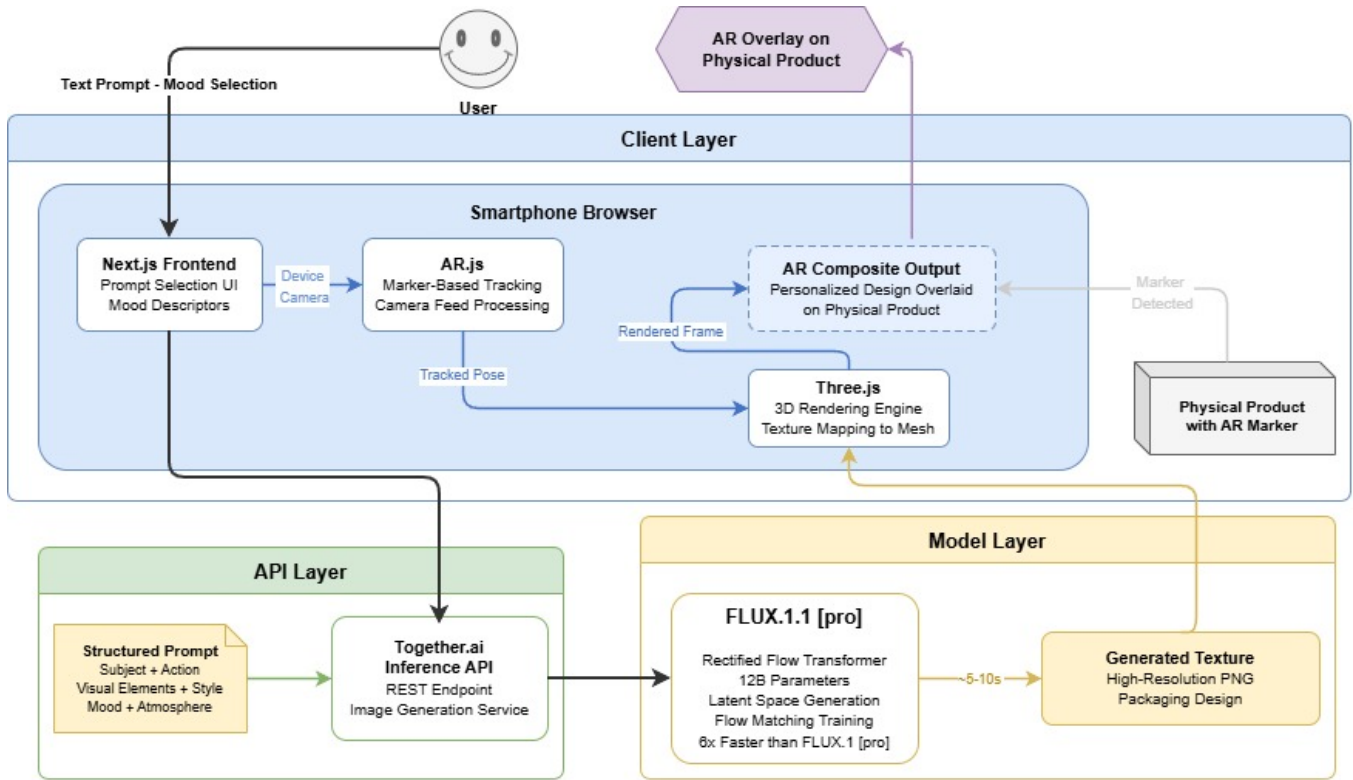 AR Overlay on
Physical Product
Text Prompt - Mood Selection
User
Client Layer
Smartphone Browser
Next.js Frontend
Prompt Selection UI
Mood Descriptors
Device
Camera
AR.js
Marker-Based Tracking
Camera Feed Processing
AR Composite Output
Personalized Design Overlaid
on Physical Product
Marker
Detected
Rendered Frame
Tracked Pose
Three.js
3D Rendering Engine
Texture Mapping to Mesh
Physical Product
with AR Marker
API Layer
Structured Prompt
Subject + Action
Visual Elements + Style
Mood + Atmosphere
Together.ai
Inference API
REST Endpoint
Image Generation Service
Model Layer
FLUX.1.1 [pro]
Rectified Flow Transformer
12B Parameters
Latent Space Generation
Flow Matching Training
6x Faster than FLUX.1 [pro]
~5-10s
Generated Texture
High-Resolution PNG
Packaging Design